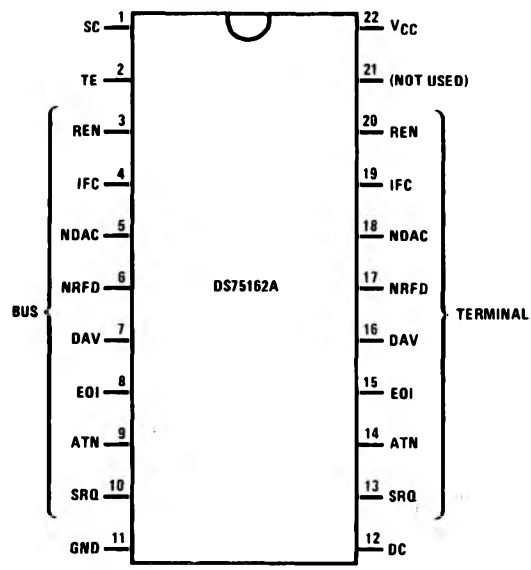 SC 1 22 VCC
TE 2 21 (NOT USED)
REN 3 20 REN
IFC 4 19 IFC
NDAC 5 18 NDAC
NRFD 6 DS75162A 17 NRFD
BUS TERMINAL
DAV 7 16 DAV
EOI 8 15 EOI
ATN 9 14 ATN
SRQ 10 13 SRQ
GND 11 12 DC